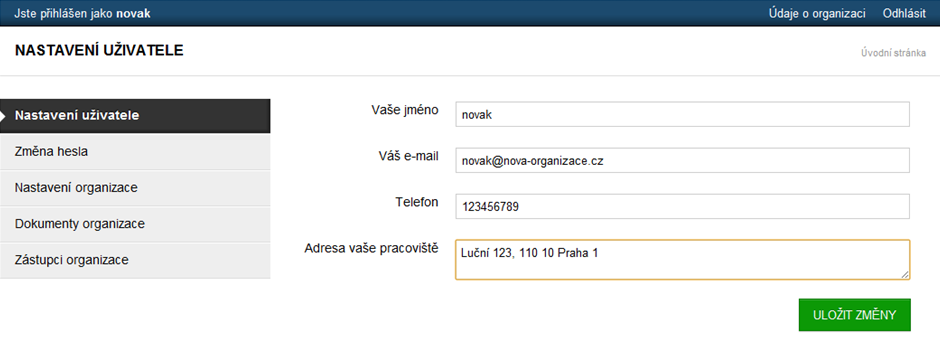 Jste přihlášen jako novak
Údaje o organizaci
Odhlásit
NASTAVENÍ UŽIVATELE
Úvodní stránka
Nastavení uživatele
Změna hesla
Nastavení organizace
Dokumenty organizace
Zástupci organizace
Vaše jméno
novak
Váš e-mail
novak@nova-organizace.cz
Telefon
123456789
Adresa vaše pracoviště
Luční 123, 110 10 Praha 1
ULOŽIT ZMĚNY